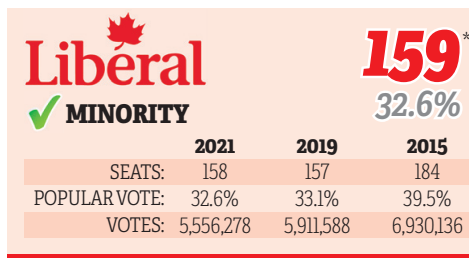 Liberal
159*
32.6%
MINORITY
2021 2019 2015
SEATS: 158 157 184
POPULAR VOTE: 32.6% 33.1% 39.5%
VOTES: 5,556,278 5,911,588 6,930,136